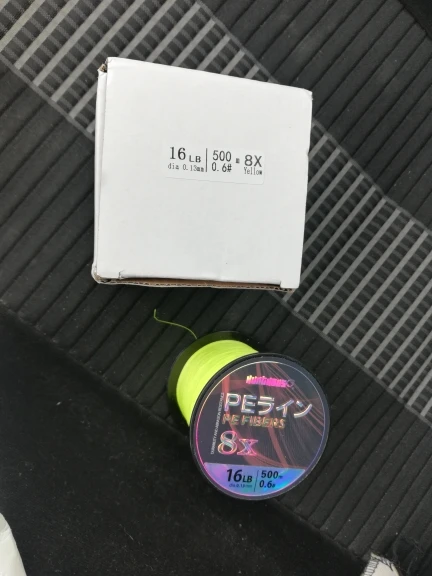 16LB 500m 8X
dia 0.13mm 0.6# Yellow
PEライン
PE FIBERS
8X
16LB 500m
0.6#